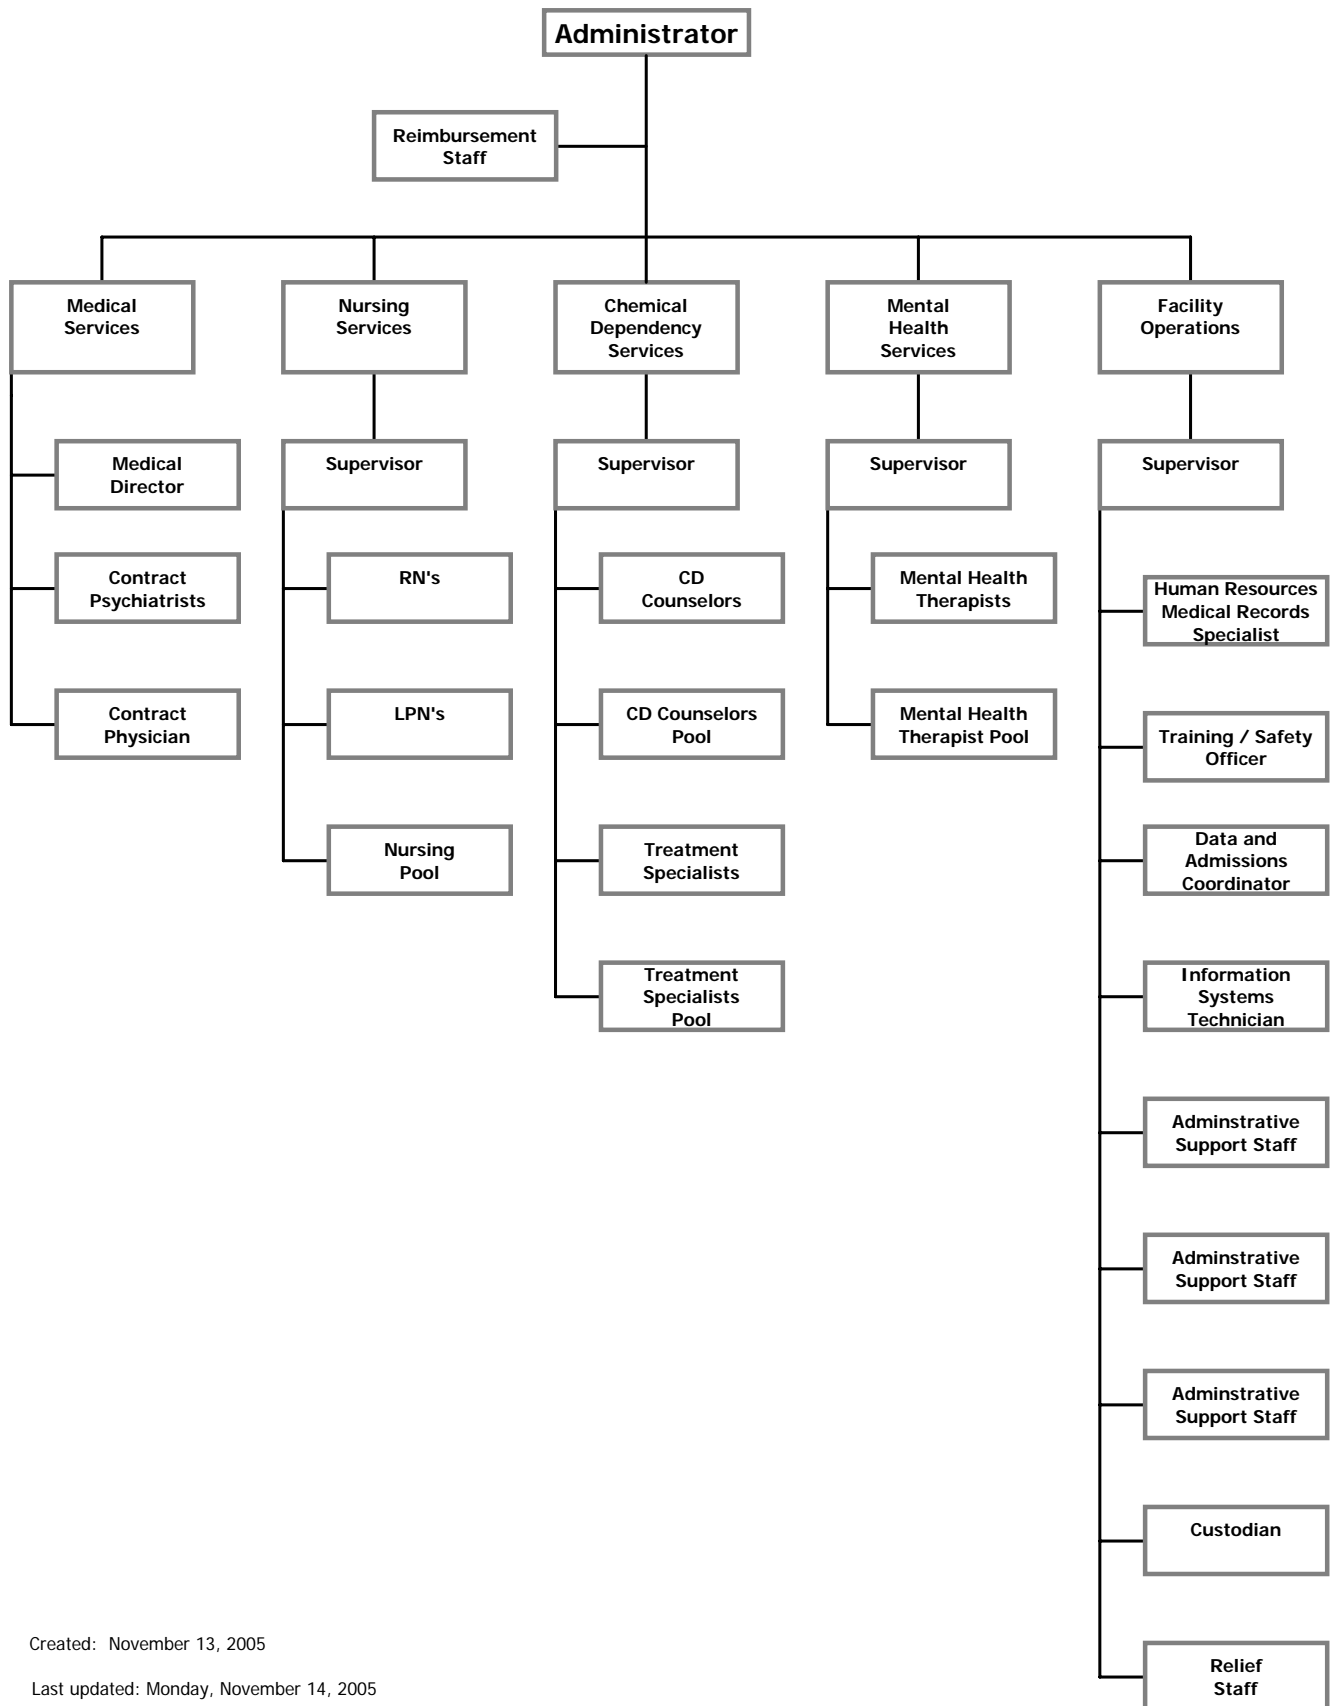 Administrator
Reimbursement
Staff
Medical
Services
Nursing
Services
Chemical
Dependency
Services
Mental
Health
Services
Facility
Operations
Medical
Director
Contract
Psychiatrists
Contract
Physician
Supervisor
RN's
LPN's
Nursing
Pool
Supervisor
CD
Counselors
CD Counselors
Pool
Treatment
Specialists
Treatment
Specialists
Pool
Supervisor
Mental Health
Therapists
Mental Health
Therapist Pool
Supervisor
Human Resources
Medical Records
Specialist
Training / Safety
Officer
Data and
Admissions
Coordinator
Information
Systems
Technician
Adminstrative
Support Staff
Adminstrative
Support Staff
Adminstrative
Support Staff
Custodian
Relief
Staff
Created: November 13, 2005
Last updated: Monday, November 14, 2005